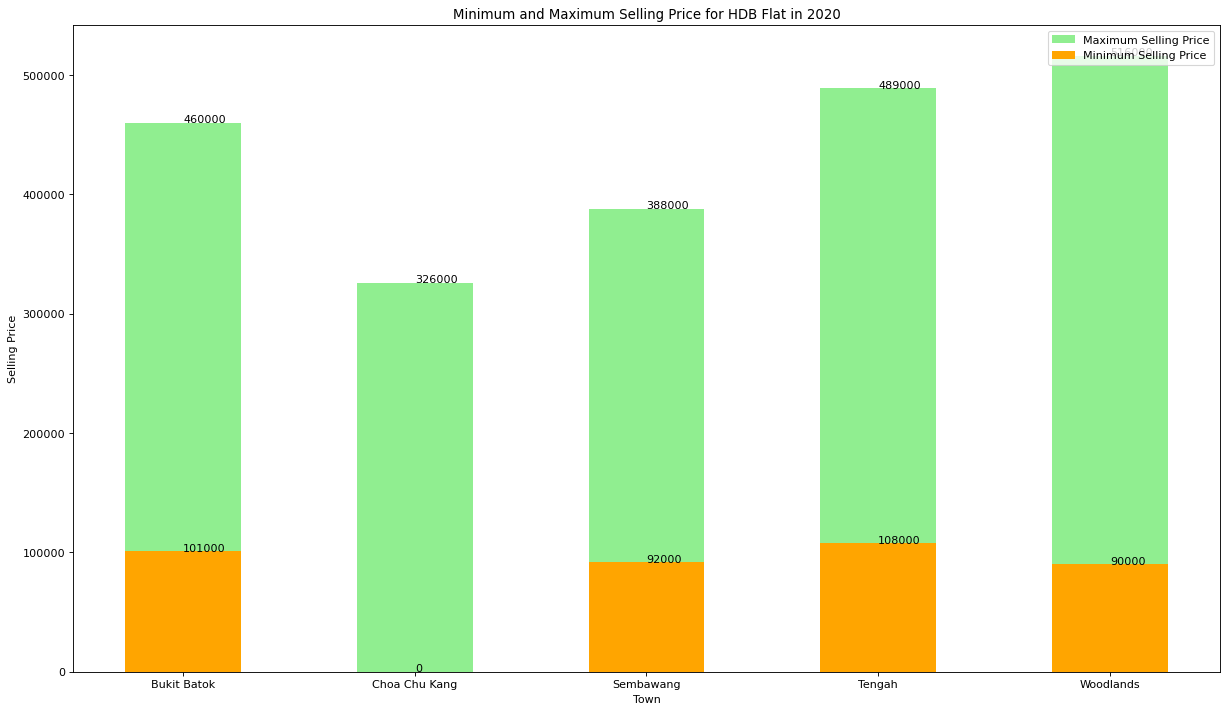 Minimum and Maximum Selling Price for HDB Flat in 2020
Maximum Selling Price
Minimum Selling Price
516000
489000
460000
388000
326000
108000
101000
92000
90000
0
500000
400000
300000
200000
100000
0
Selling Price
Bukit Batok
Choa Chu Kang
Sembawang
Tengah
Woodlands
Town